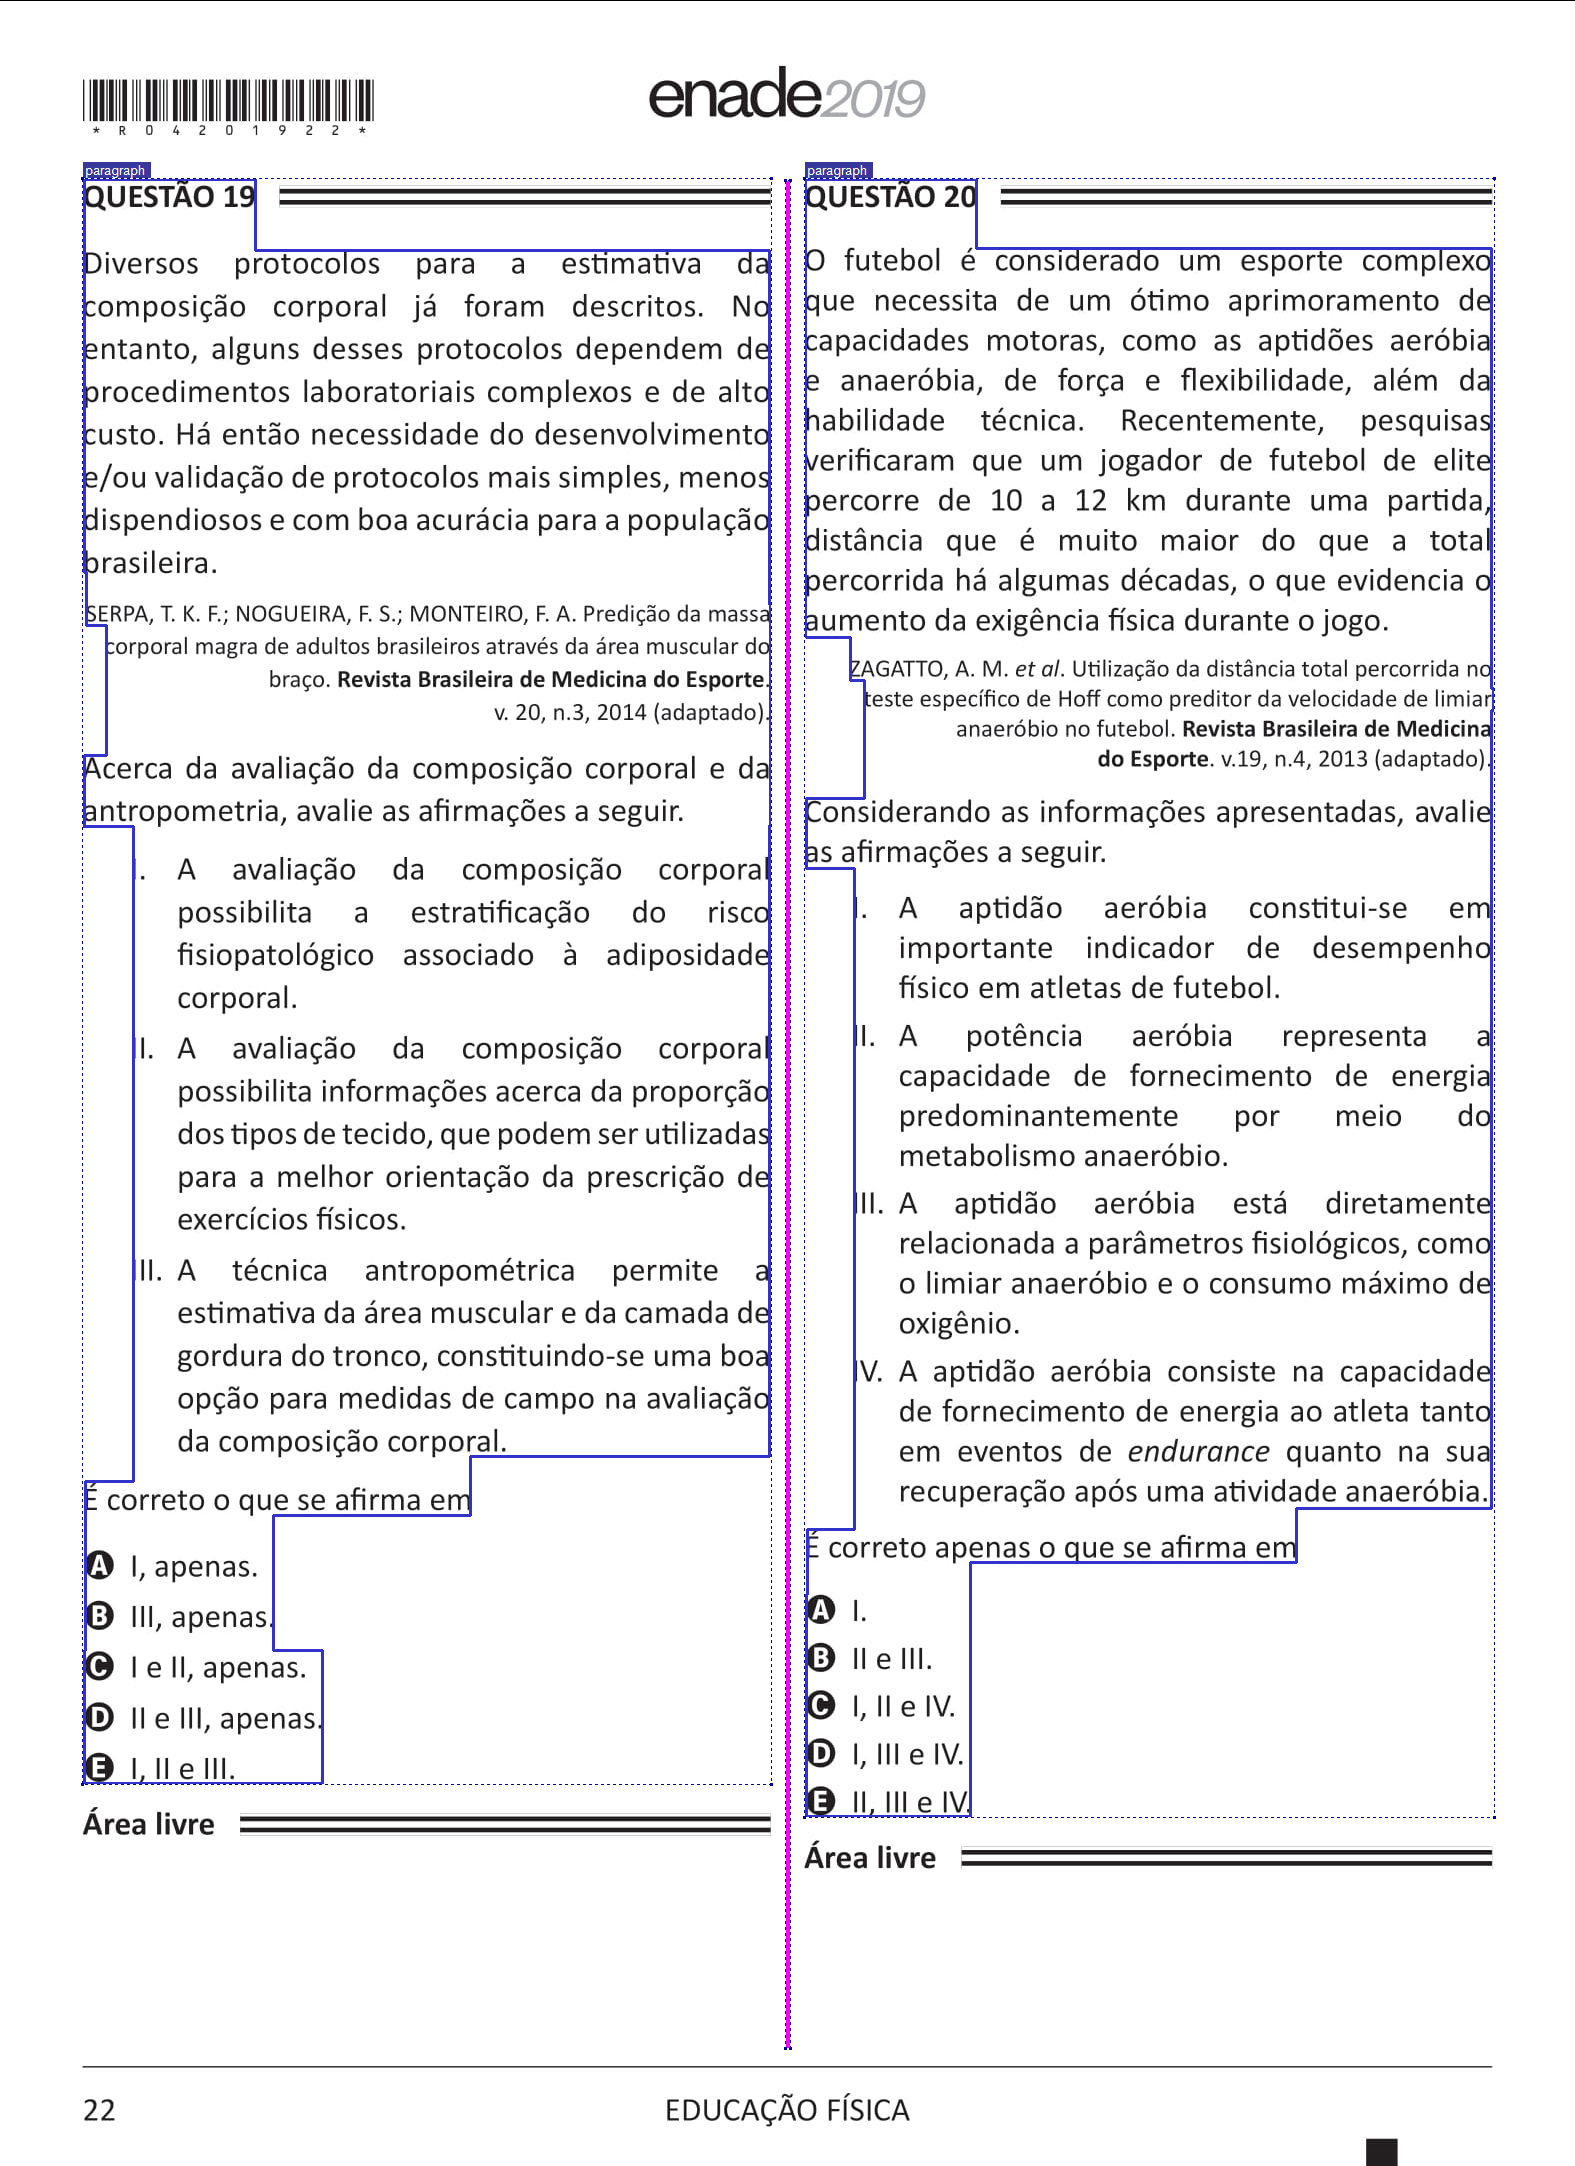 *R04201922*
enade2019
paragraph
QUESTÃO 19
Diversos protocolos para a estimativa da
composição corporal já foram descritos. No
entanto, alguns desses protocolos dependem de
procedimentos laboratoriais complexos e de alto
custo. Há então necessidade do desenvolvimento
e/ou validação de protocolos mais simples, menos
dispendiosos e com boa acurácia para a população
brasileira.
SERPA, T. K. F.; NOGUEIRA, F. S.; MONTEIRO, F. A. Predição da massa
corporal magra de adultos brasileiros através da área muscular do
braço. Revista Brasileira de Medicina do Esporte.
v. 20, n.3, 2014 (adaptado).
Acerca da avaliação da composição corporal e da
antropometria, avalie as afirmações a seguir.
I. A avaliação da composição corporal
possibilita a estratificação do risco
fisiopatológico associado à adiposidade
corporal.
II. A avaliação da composição corporal
possibilita informações acerca da proporção
dos tipos de tecido, que podem ser utilizadas
para a melhor orientação da prescrição de
exercícios físicos.
III. A técnica antropométrica permite a
estimativa da área muscular e da camada de
gordura do tronco, constituindo-se uma boa
opção para medidas de campo na avaliação
da composição corporal.
É correto o que se afirma em
A I, apenas.
B III, apenas.
C I e II, apenas.
D II e III, apenas.
E I, II e III.
Área livre
paragraph
QUESTÃO 20
O futebol é considerado um esporte complexo
que necessita de um ótimo aprimoramento de
capacidades motoras, como as aptidões aeróbia
e anaeróbia, de força e flexibilidade, além da
habilidade técnica. Recentemente, pesquisas
verificaram que um jogador de futebol de elite
percorre de 10 a 12 km durante uma partida,
distância que é muito maior do que a total
percorrida há algumas décadas, o que evidencia o
aumento da exigência física durante o jogo.
ZAGATTO, A. M. et al. Utilização da distância total percorrida no
teste específico de Hoff como preditor da velocidade de limiar
anaeróbio no futebol. Revista Brasileira de Medicina
do Esporte. v.19, n.4, 2013 (adaptado).
Considerando as informações apresentadas, avalie
as afirmações a seguir.
I. A aptidão aeróbia constitui-se em
importante indicador de desempenho
físico em atletas de futebol.
II. A potência aeróbia representa a
capacidade de fornecimento de energia
predominantemente por meio do
metabolismo anaeróbio.
III. A aptidão aeróbia está diretamente
relacionada a parâmetros fisiológicos, como
o limiar anaeróbio e o consumo máximo de
oxigênio.
IV. A aptidão aeróbia consiste na capacidade
de fornecimento de energia ao atleta tanto
em eventos de endurance quanto na sua
recuperação após uma atividade anaeróbia.
É correto apenas o que se afirma em
A I.
B II e III.
C I, II e IV.
D I, III e IV.
E II, III e IV.
Área livre
22
EDUCAÇÃO FÍSICA